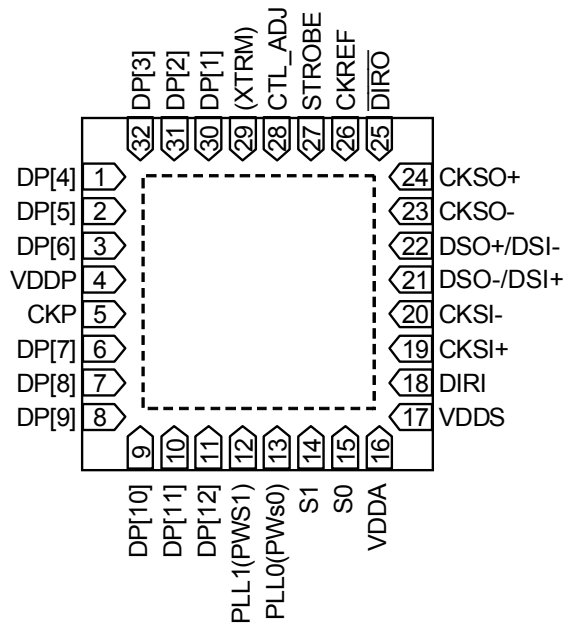 DP[3]
DP[2]
DP[1]
(XTRM)
CTL_ADJ
STROBE
CKREF
DIRO
32
31
30
29
28
27
26
25
DP[4] 1
DP[5] 2
DP[6] 3
VDDP 4
CKP 5
DP[7] 6
DP[8] 7
DP[9] 8
24 CKSO+
23 CKSO-
22 DSO+/DSI-
21 DSO-/DSI+
20 CKSI-
19 CKSI+
18 DIRI
17 VDDS
9
10
11
12
13
14
15
16
DP[10]
DP[11]
DP[12]
PLL1(PWS1)
PLL0(PWs0)
S1
S0
VDDA